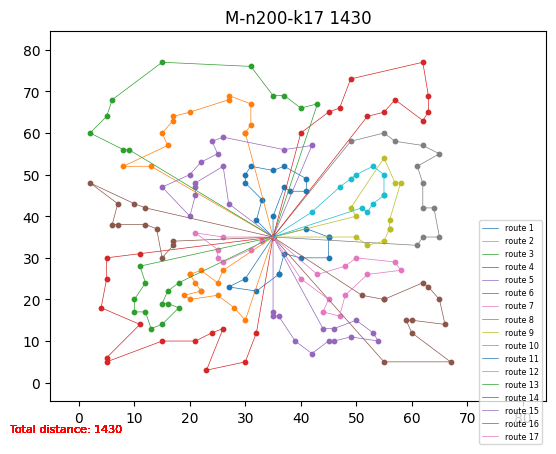 M-n200-k17 1430
80
70
60
50
40
30
20
10
0
0 10 20 30 40 50 60 70 80
route 1
route 2
route 3
route 4
route 5
route 6
route 7
route 8
route 9
route 10
route 11
route 12
route 13
route 14
route 15
route 16
route 17
Total distance: 1430